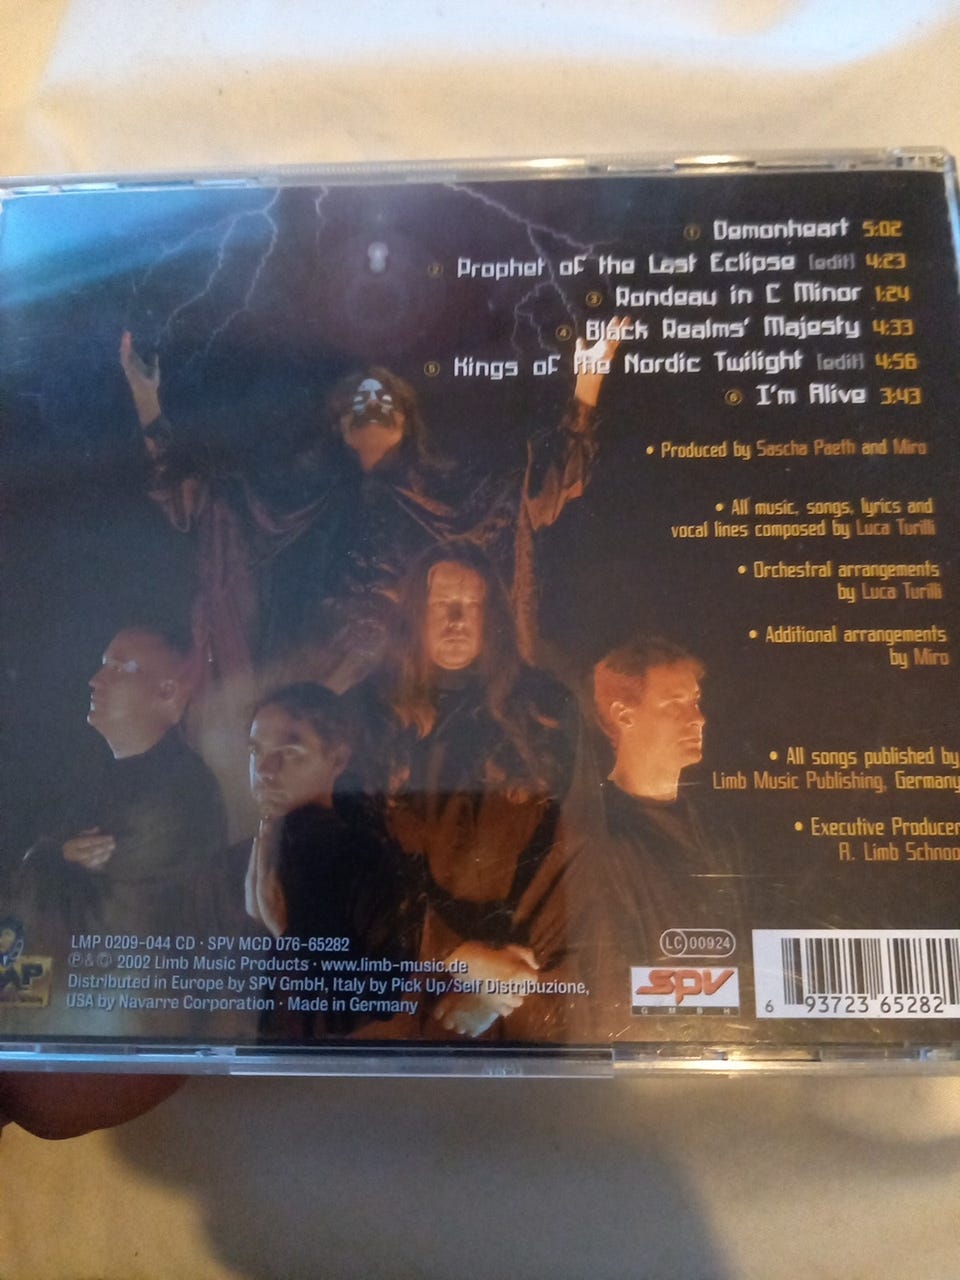 1 Demonheart 5:02
2 Prophet of the Last Eclipse [edit] 4:23
3 Rondeau in C Minor 1:24
4 Black Realms' Majesty 4:33
5 Kings of the Nordic Twilight [edit] 4:56
6 I'm Alive 3:43
• Produced by Sascha Paeth and Miro
• All music, songs, lyrics and
vocal lines composed by Luca Turilli
• Orchestral arrangements
by Luca Turilli
• Additional arrangements
by Miro
• All songs published by
Limb Music Publishing, Germany
• Executive Producer
A. Limb Schnoo
LMP 0209-044 CD · SPV MCD 076-65282
℗ & © 2002 Limb Music Products · www.limb-music.de
Distributed in Europe by SPV GmbH, Italy by Pick Up/Self Distribuzione,
USA by Navarre Corporation · Made in Germany
LC 00924
SPV
GMBH
6 93723 65282